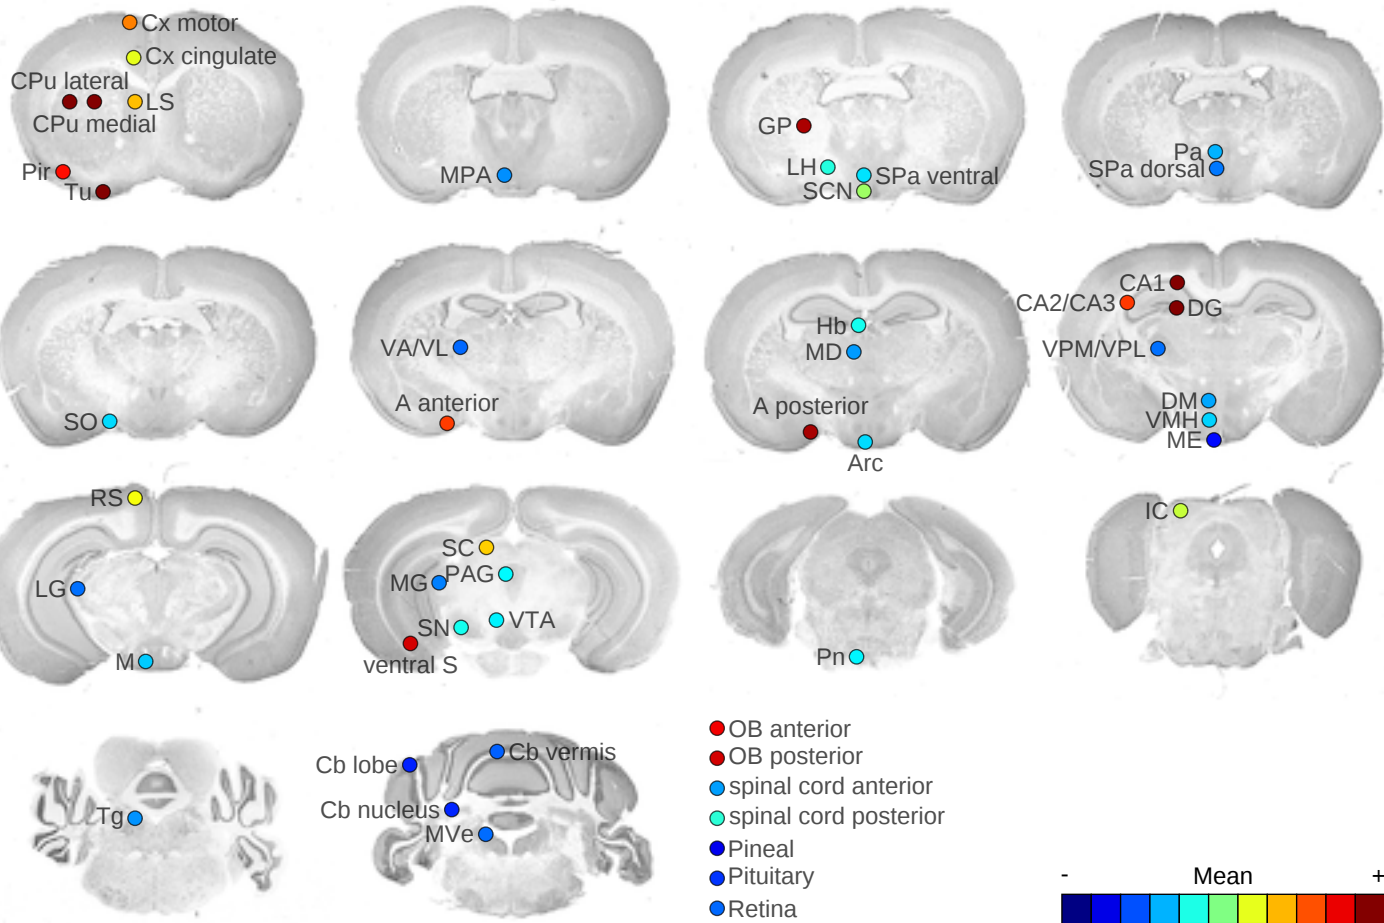 Cx motor
Cx cingulate
CPu lateral
LS
CPu medial
Pir
Tu
MPA
GP
LH
SPa ventral
SCN
Pa
SPa dorsal
SO
VA/VL
A anterior
Hb
MD
A posterior
Arc
CA1
CA2/CA3
DG
VPM/VPL
DM
VMH
ME
RS
LG
M
SC
MG
PAG
SN
VTA
ventral S
Pn
IC
Tg
Cb lobe
Cb vermis
Cb nucleus
MVe
OB anterior
OB posterior
spinal cord anterior
spinal cord posterior
Pineal
Pituitary
Retina
- Mean +